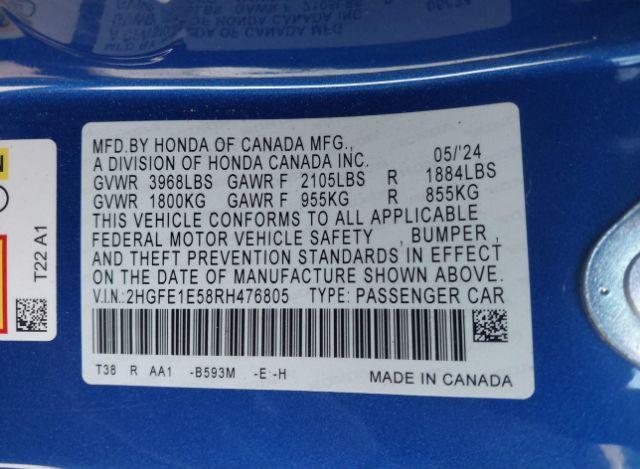 MFD.BY HONDA OF CANADA MFG.,
A DIVISION OF HONDA CANADA INC. 05/'24
GVWR 3968LBS GAWR F 2105LBS R 1884LBS
GVWR 1800KG GAWR F 955KG R 855KG
THIS VEHICLE CONFORMS TO ALL APPLICABLE
FEDERAL MOTOR VEHICLE SAFETY , BUMPER ,
AND THEFT PREVENTION STANDARDS IN EFFECT
ON THE DATE OF MANUFACTURE SHOWN ABOVE.
V.I.N.:2HGFE1E58RH476805 TYPE: PASSENGER CAR
T38 R AA1 -B593M -E -H
MADE IN CANADA
T22 A1